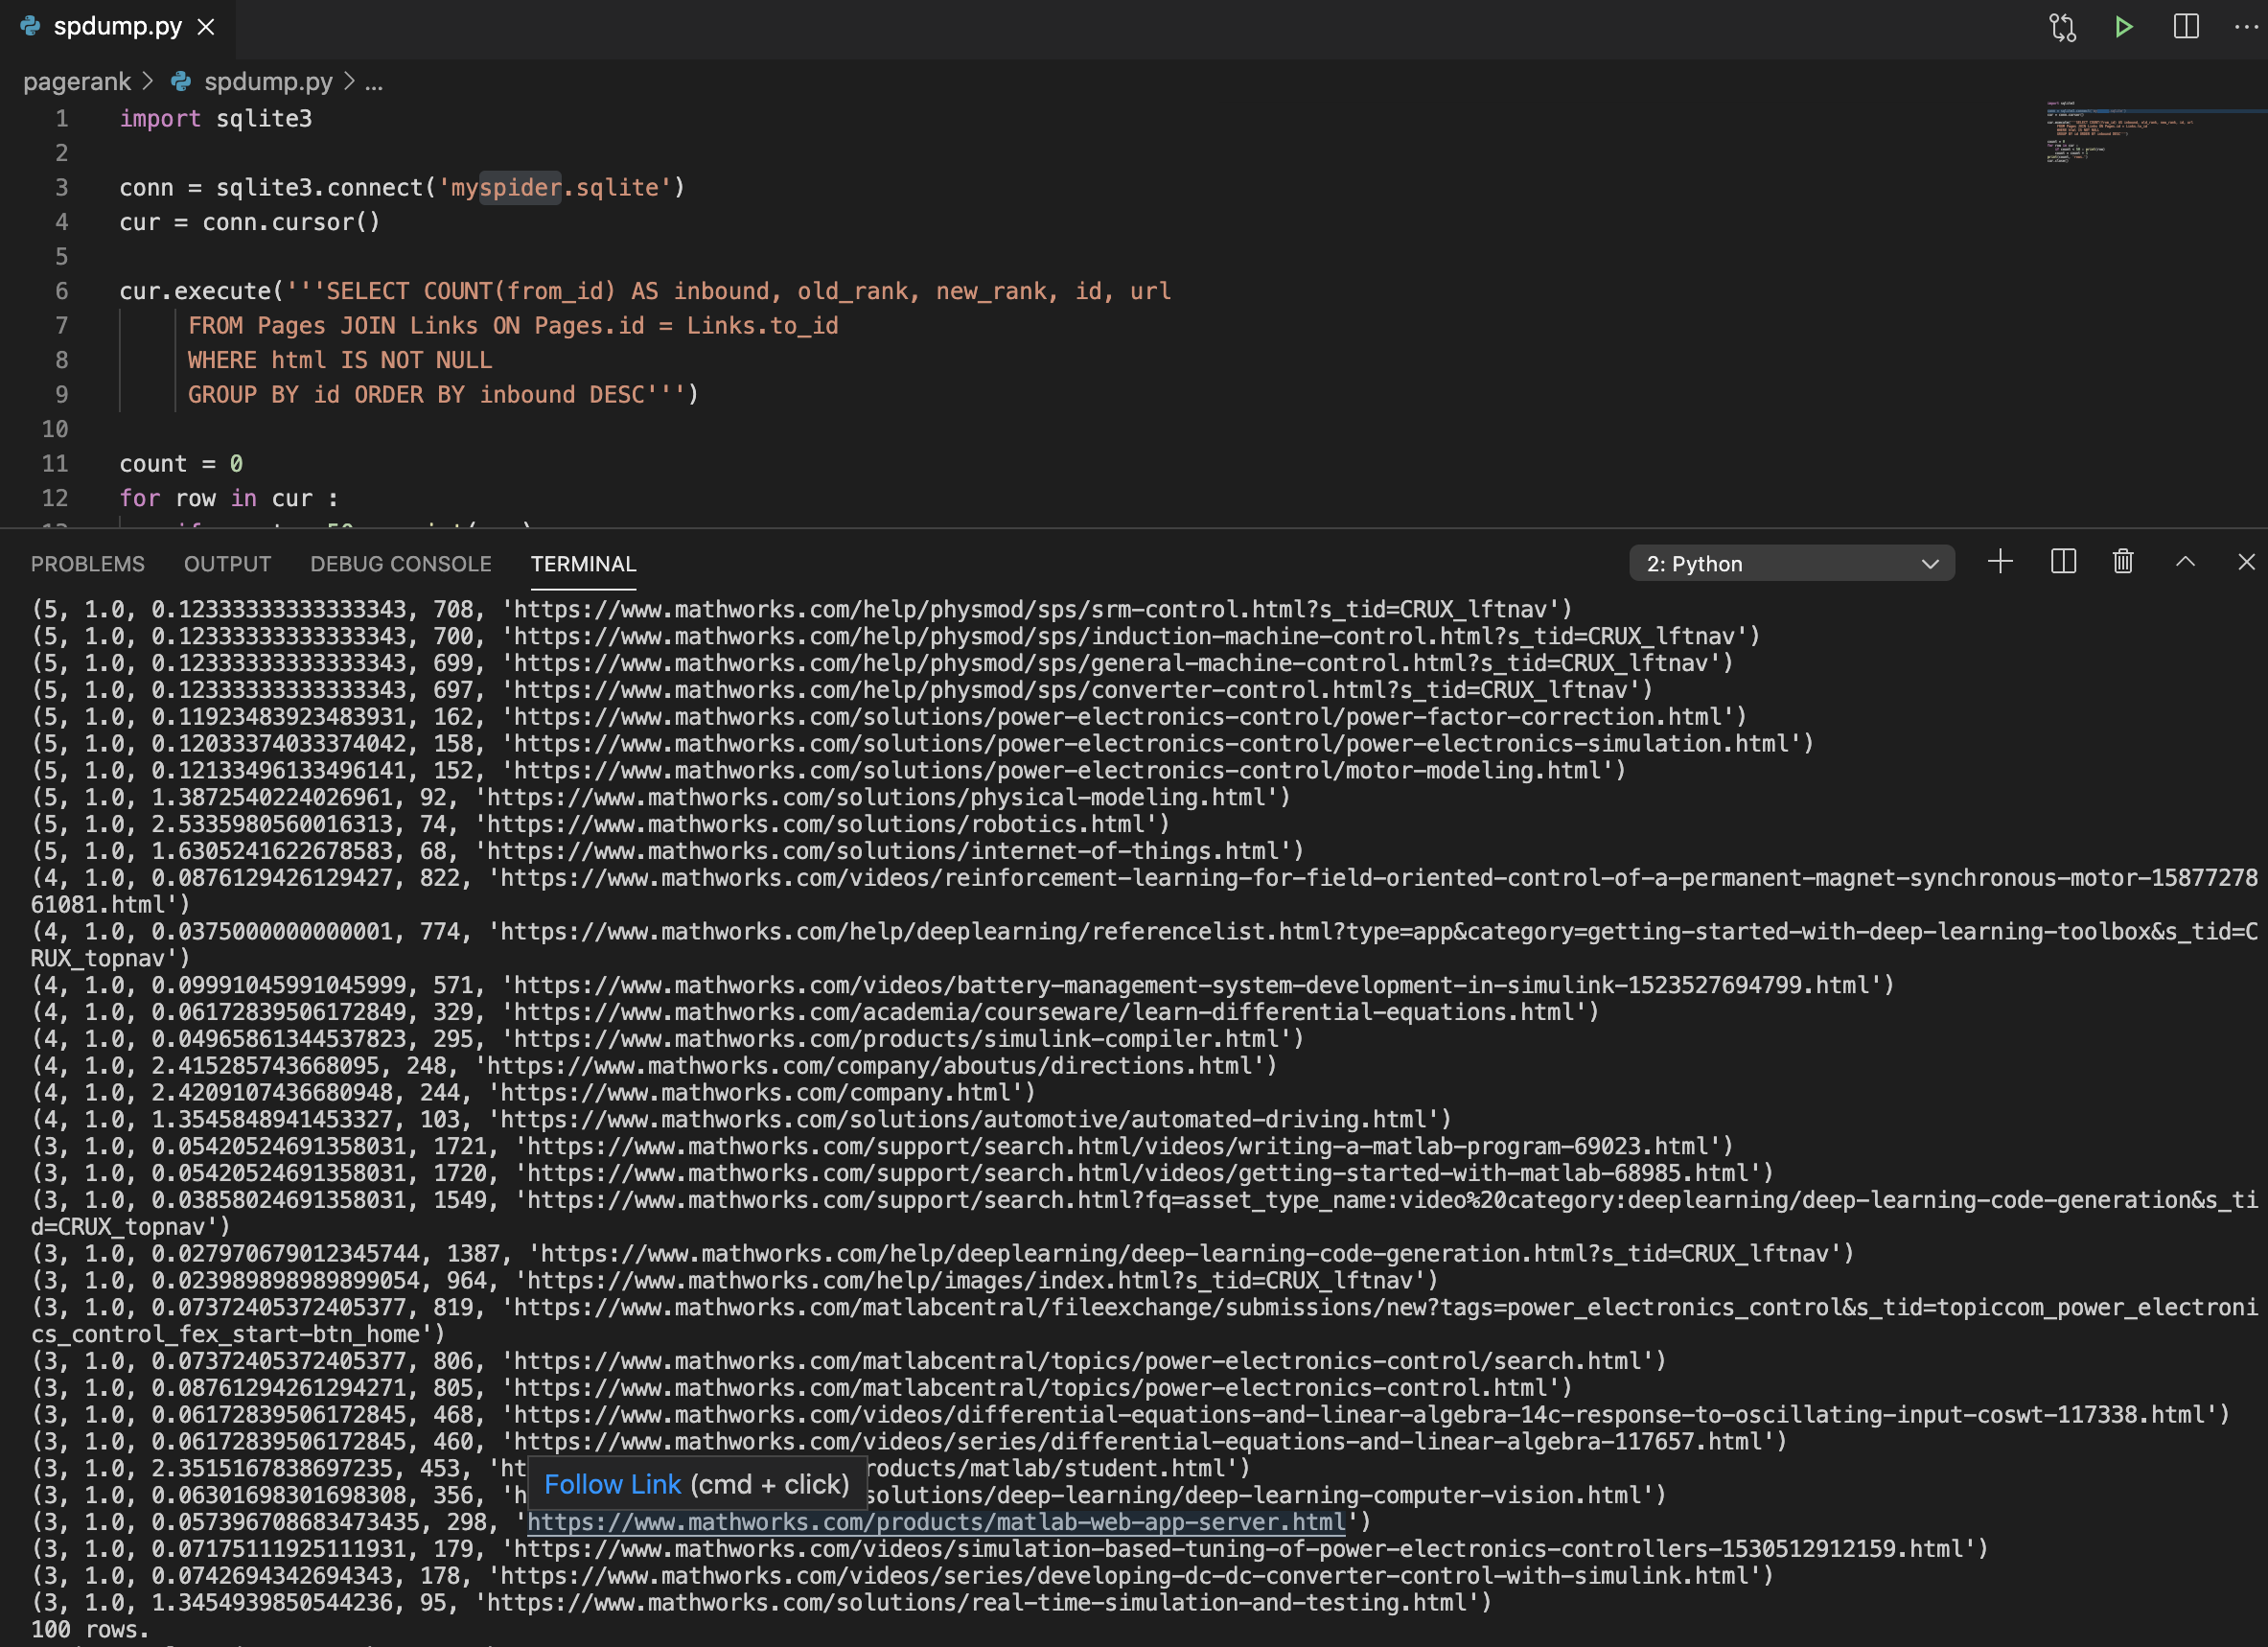 spdump.py
pagerank > spdump.py > ...
1 import sqlite3
2
3 conn = sqlite3.connect('myspider.sqlite')
4 cur = conn.cursor()
5
6 cur.execute('''SELECT COUNT(from_id) AS inbound, old_rank, new_rank, id, url
7 FROM Pages JOIN Links ON Pages.id = Links.to_id
8 WHERE html IS NOT NULL
9 GROUP BY id ORDER BY inbound DESC''')
10
11 count = 0
12 for row in cur :
PROBLEMS OUTPUT DEBUG CONSOLE TERMINAL 2: Python
(5, 1.0, 0.12333333333333343, 708, 'https://www.mathworks.com/help/physmod/sps/srm-control.html?s_tid=CRUX_lftnav')
(5, 1.0, 0.12333333333333343, 700, 'https://www.mathworks.com/help/physmod/sps/induction-machine-control.html?s_tid=CRUX_lftnav')
(5, 1.0, 0.12333333333333343, 699, 'https://www.mathworks.com/help/physmod/sps/general-machine-control.html?s_tid=CRUX_lftnav')
(5, 1.0, 0.12333333333333343, 697, 'https://www.mathworks.com/help/physmod/sps/converter-control.html?s_tid=CRUX_lftnav')
(5, 1.0, 0.11923483923483931, 162, 'https://www.mathworks.com/solutions/power-electronics-control/power-factor-correction.html')
(5, 1.0, 0.12033374033374042, 158, 'https://www.mathworks.com/solutions/power-electronics-control/power-electronics-simulation.html')
(5, 1.0, 0.12133496133496141, 152, 'https://www.mathworks.com/solutions/power-electronics-control/motor-modeling.html')
(5, 1.0, 1.3872540224026961, 92, 'https://www.mathworks.com/solutions/physical-modeling.html')
(5, 1.0, 2.5335980560016313, 74, 'https://www.mathworks.com/solutions/robotics.html')
(5, 1.0, 1.6305241622678583, 68, 'https://www.mathworks.com/solutions/internet-of-things.html')
(4, 1.0, 0.0876129426129427, 822, 'https://www.mathworks.com/videos/reinforcement-learning-for-field-oriented-control-of-a-permanent-magnet-synchronous-motor-15877278
61081.html')
(4, 1.0, 0.0375000000000001, 774, 'https://www.mathworks.com/help/deeplearning/referencelist.html?type=app&category=getting-started-with-deep-learning-toolbox&s_tid=C
RUX_topnav')
(4, 1.0, 0.09991045991045999, 571, 'https://www.mathworks.com/videos/battery-management-system-development-in-simulink-1523527694799.html')
(4, 1.0, 0.06172839506172849, 329, 'https://www.mathworks.com/academia/courseware/learn-differential-equations.html')
(4, 1.0, 0.04965861344537823, 295, 'https://www.mathworks.com/products/simulink-compiler.html')
(4, 1.0, 2.415285743668095, 248, 'https://www.mathworks.com/company/aboutus/directions.html')
(4, 1.0, 2.4209107436680948, 244, 'https://www.mathworks.com/company.html')
(4, 1.0, 1.3545848941453327, 103, 'https://www.mathworks.com/solutions/automotive/automated-driving.html')
(3, 1.0, 0.05420524691358031, 1721, 'https://www.mathworks.com/support/search.html/videos/writing-a-matlab-program-69023.html')
(3, 1.0, 0.05420524691358031, 1720, 'https://www.mathworks.com/support/search.html/videos/getting-started-with-matlab-68985.html')
(3, 1.0, 0.03858024691358031, 1549, 'https://www.mathworks.com/support/search.html?fq=asset_type_name:video%20category:deeplearning/deep-learning-code-generation&s_ti
d=CRUX_topnav')
(3, 1.0, 0.027970679012345744, 1387, 'https://www.mathworks.com/help/deeplearning/deep-learning-code-generation.html?s_tid=CRUX_lftnav')
(3, 1.0, 0.023989898989899054, 964, 'https://www.mathworks.com/help/images/index.html?s_tid=CRUX_lftnav')
(3, 1.0, 0.07372405372405377, 819, 'https://www.mathworks.com/matlabcentral/fileexchange/submissions/new?tags=power_electronics_control&s_tid=topiccom_power_electroni
cs_control_fex_start-btn_home')
(3, 1.0, 0.07372405372405377, 806, 'https://www.mathworks.com/matlabcentral/topics/power-electronics-control/search.html')
(3, 1.0, 0.08761294261294271, 805, 'https://www.mathworks.com/matlabcentral/topics/power-electronics-control.html')
(3, 1.0, 0.06172839506172845, 468, 'https://www.mathworks.com/videos/differential-equations-and-linear-algebra-14c-response-to-oscillating-input-coswt-117338.html')
(3, 1.0, 0.06172839506172845, 460, 'https://www.mathworks.com/videos/series/differential-equations-and-linear-algebra-117657.html')
(3, 1.0, 2.3515167838697235, 453, 'ht roducts/matlab/student.html')
Follow Link (cmd + click)
(3, 1.0, 0.06301698301698308, 356, 'h solutions/deep-learning/deep-learning-computer-vision.html')
(3, 1.0, 0.057396708683473435, 298, 'https://www.mathworks.com/products/matlab-web-app-server.html')
(3, 1.0, 0.07175111925111931, 179, 'https://www.mathworks.com/videos/simulation-based-tuning-of-power-electronics-controllers-1530512912159.html')
(3, 1.0, 0.0742694342694343, 178, 'https://www.mathworks.com/videos/series/developing-dc-dc-converter-control-with-simulink.html')
(3, 1.0, 1.3454939850544236, 95, 'https://www.mathworks.com/solutions/real-time-simulation-and-testing.html')
100 rows.